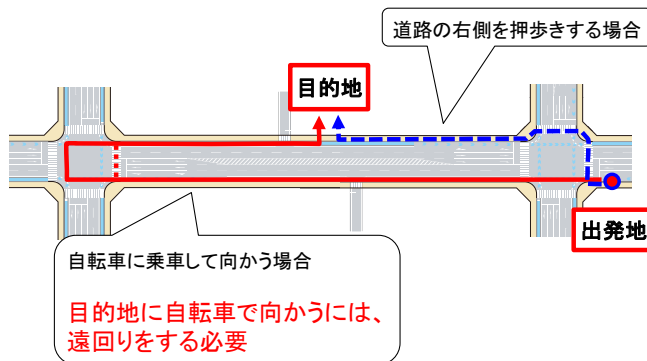 道路の右側を押歩きする場合
目的地
出発地
自転車に乗車して向かう場合
目的地に自転車で向かうには、
遠回りをする必要